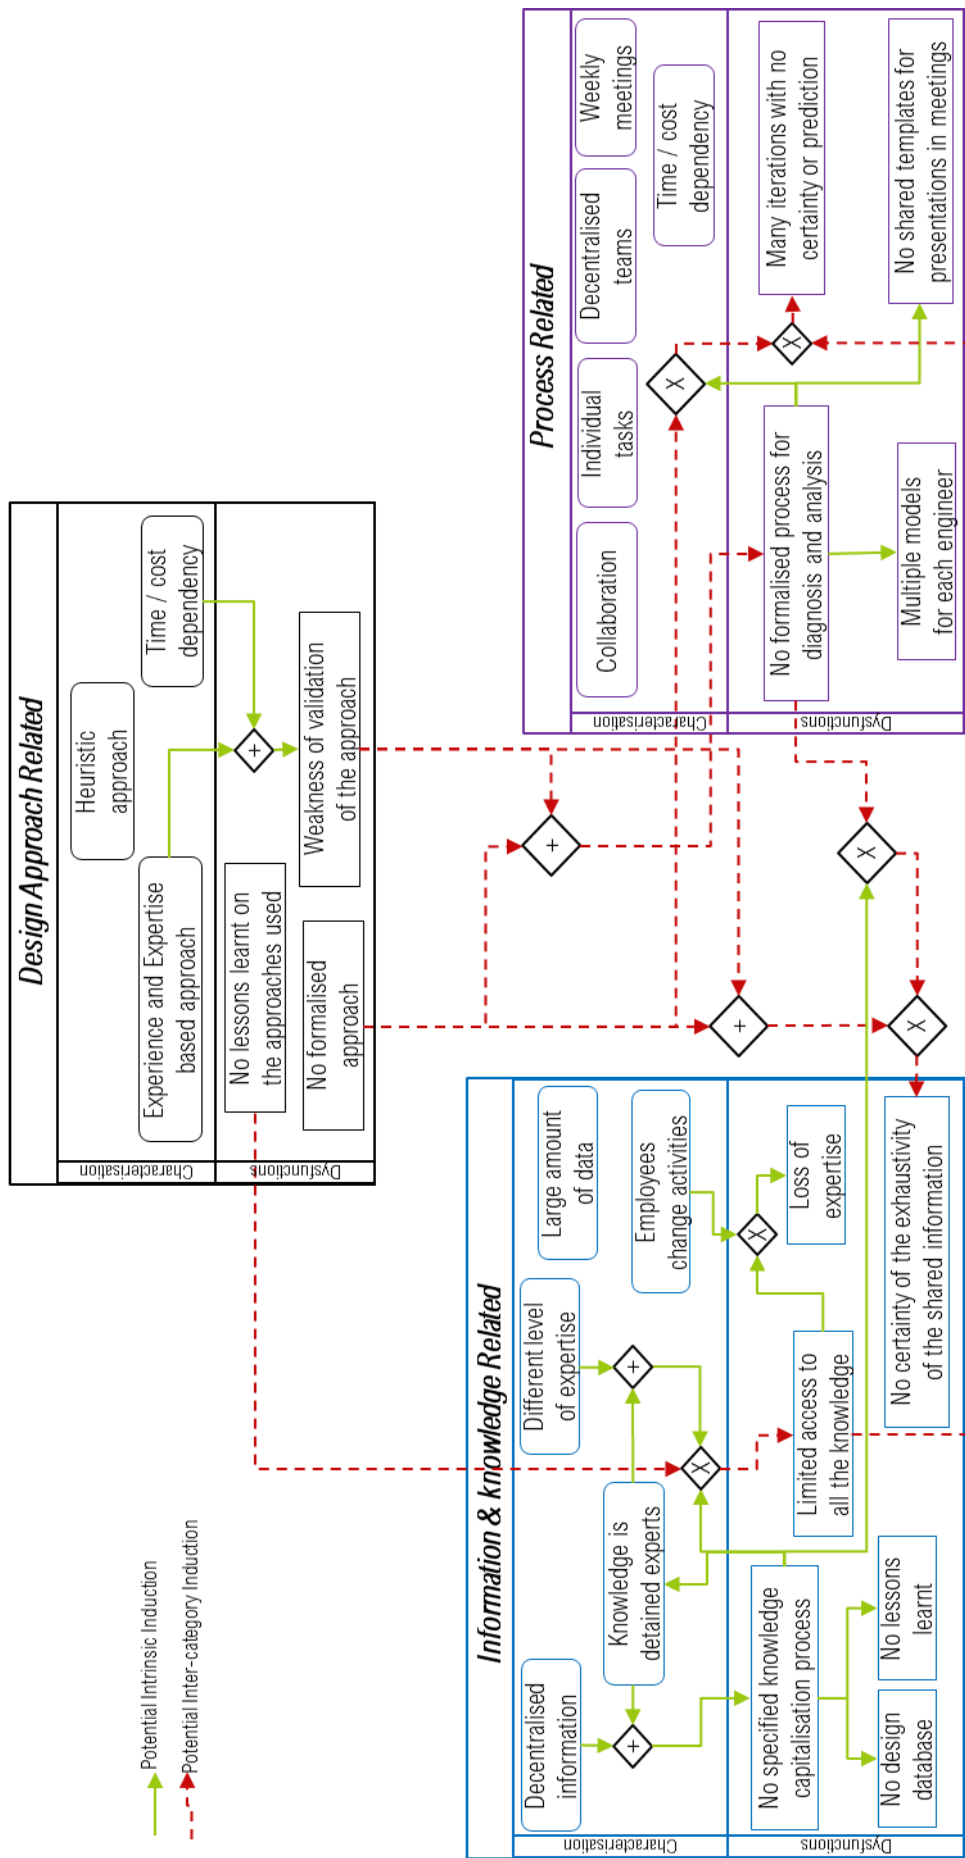 Potential Intrinsic Induction
Potential Inter-category Induction
Design Approach Related
Characterisation
Heuristic
approach
Experience and Expertise
based approach
Time / cost
dependency
+
Dysfunctions
No lessons learnt on
the approaches used
No formalised
approach
Weakness of validation
of the approach
+
+
X
X
Information & knowledge Related
Characterisation
Decentralised
information
Different level
of expertise
Large amount
of data
Knowledge is
detained experts
Employees
change activities
+
+
X
Dysfunctions
No specified knowledge
capitalisation process
Limited access to
all the knowledge
X
Loss of
expertise
No design
database
No lessons
learnt
No certainty of the exhaustivity
of the shared information
Process Related
Characterisation
Collaboration
Individual
tasks
Decentralised
teams
Weekly
meetings
Time / cost
dependency
X
Dysfunctions
No formalised process for
diagnosis and analysis
X
Many iterations with no
certainty or prediction
Multiple models
for each engineer
No shared templates for
presentations in meetings